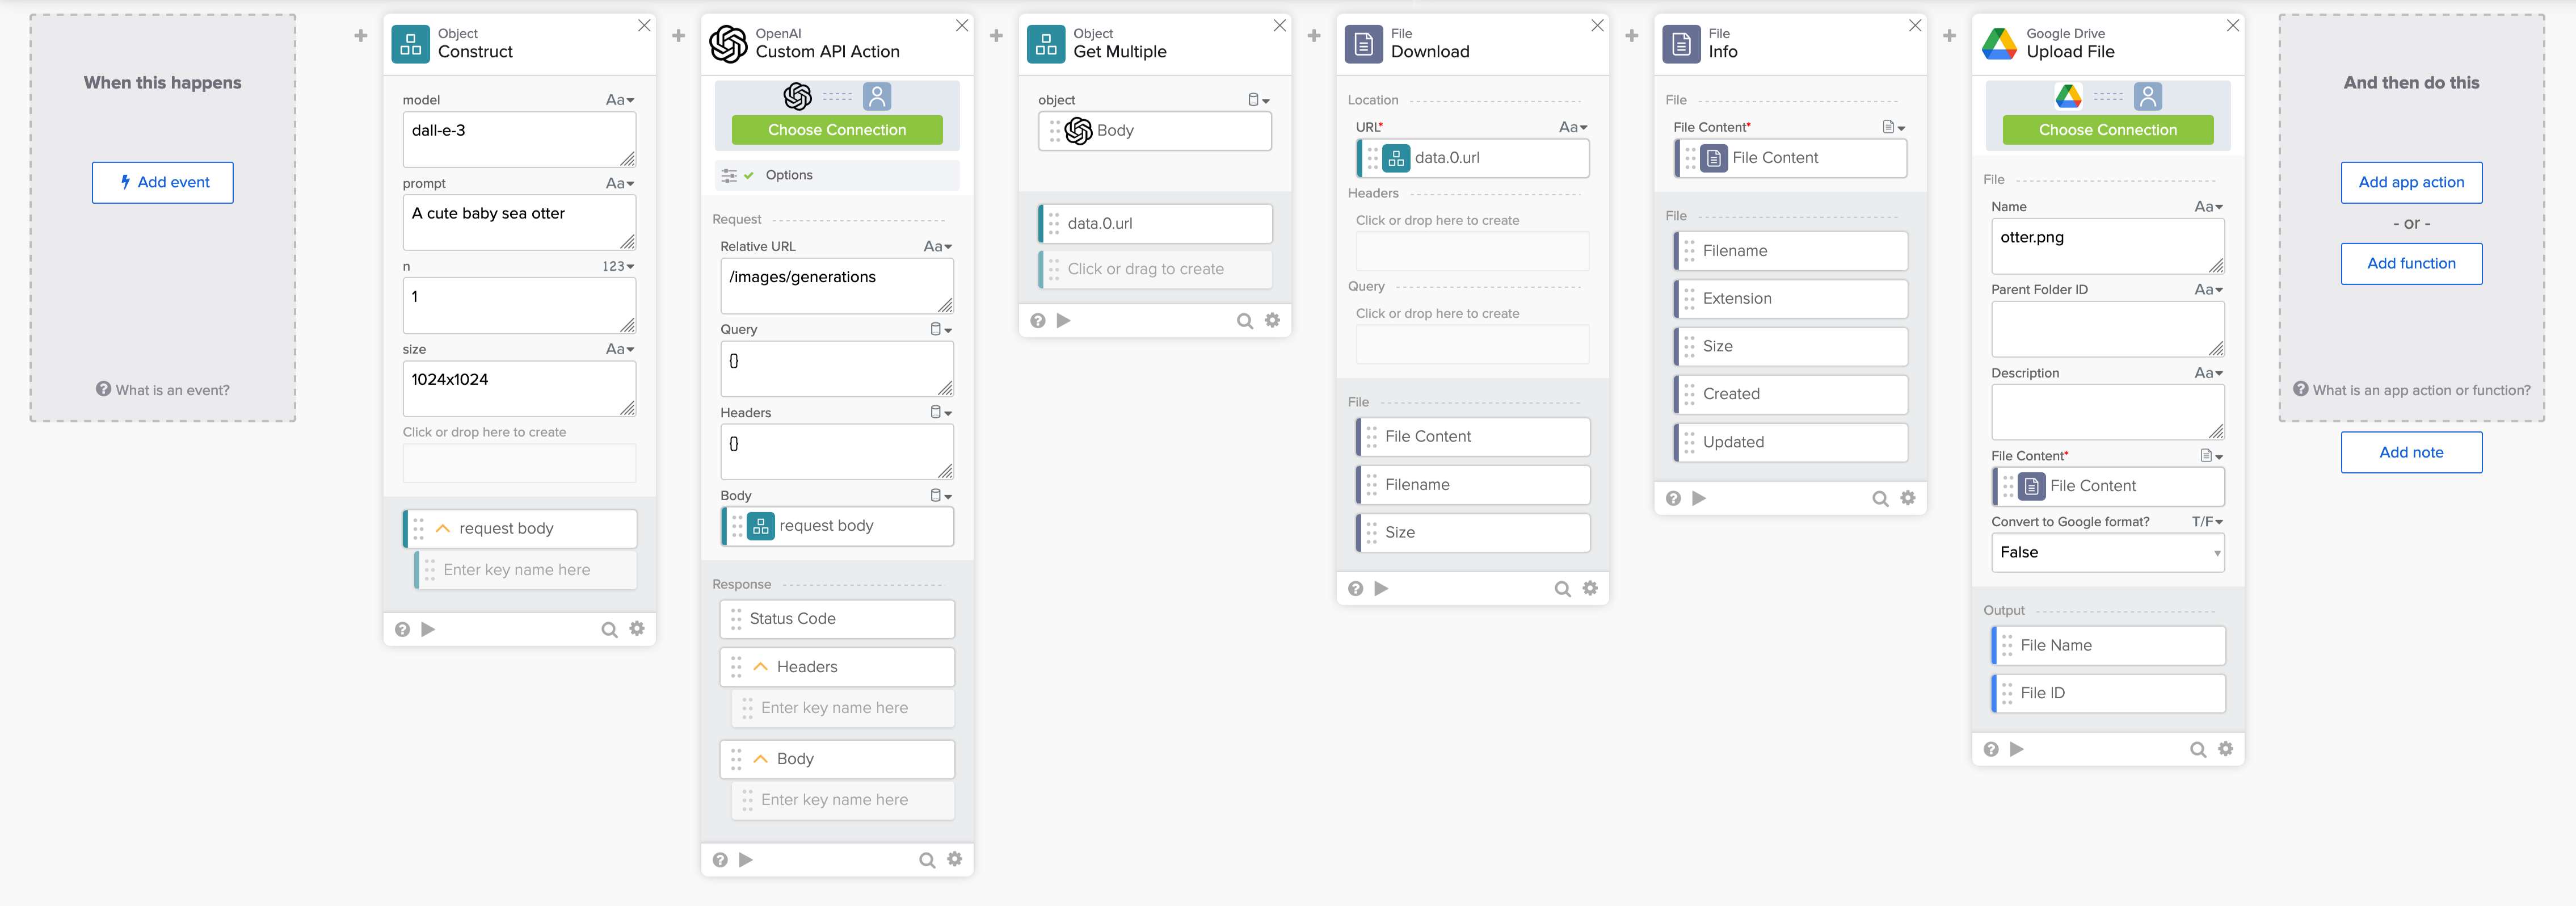 When this happens
Add event
What is an event?
Object
Construct
model
Aa
dall-e-3
prompt
Aa
A cute baby sea otter
n
123
1
size
Aa
1024x1024
Click or drop here to create
request body
Enter key name here
OpenAI
Custom API Action
Choose Connection
Options
Request
Relative URL
Aa
/images/generations
Query
{}
Headers
{}
Body
request body
Response
Status Code
Headers
Enter key name here
Body
Enter key name here
Object
Get Multiple
object
Body
data.0.url
Click or drag to create
File
Download
Location
URL*
Aa
data.0.url
Headers
Click or drop here to create
Query
Click or drop here to create
File
File Content
Filename
Size
File
Info
File
File Content*
File Content
File
Filename
Extension
Size
Created
Updated
Google Drive
Upload File
Choose Connection
File
Name
Aa
otter.png
Parent Folder ID
Aa
Description
Aa
File Content*
File Content
Convert to Google format?
T/F
False
Output
File Name
File ID
And then do this
Add app action
- or -
Add function
What is an app action or function?
Add note